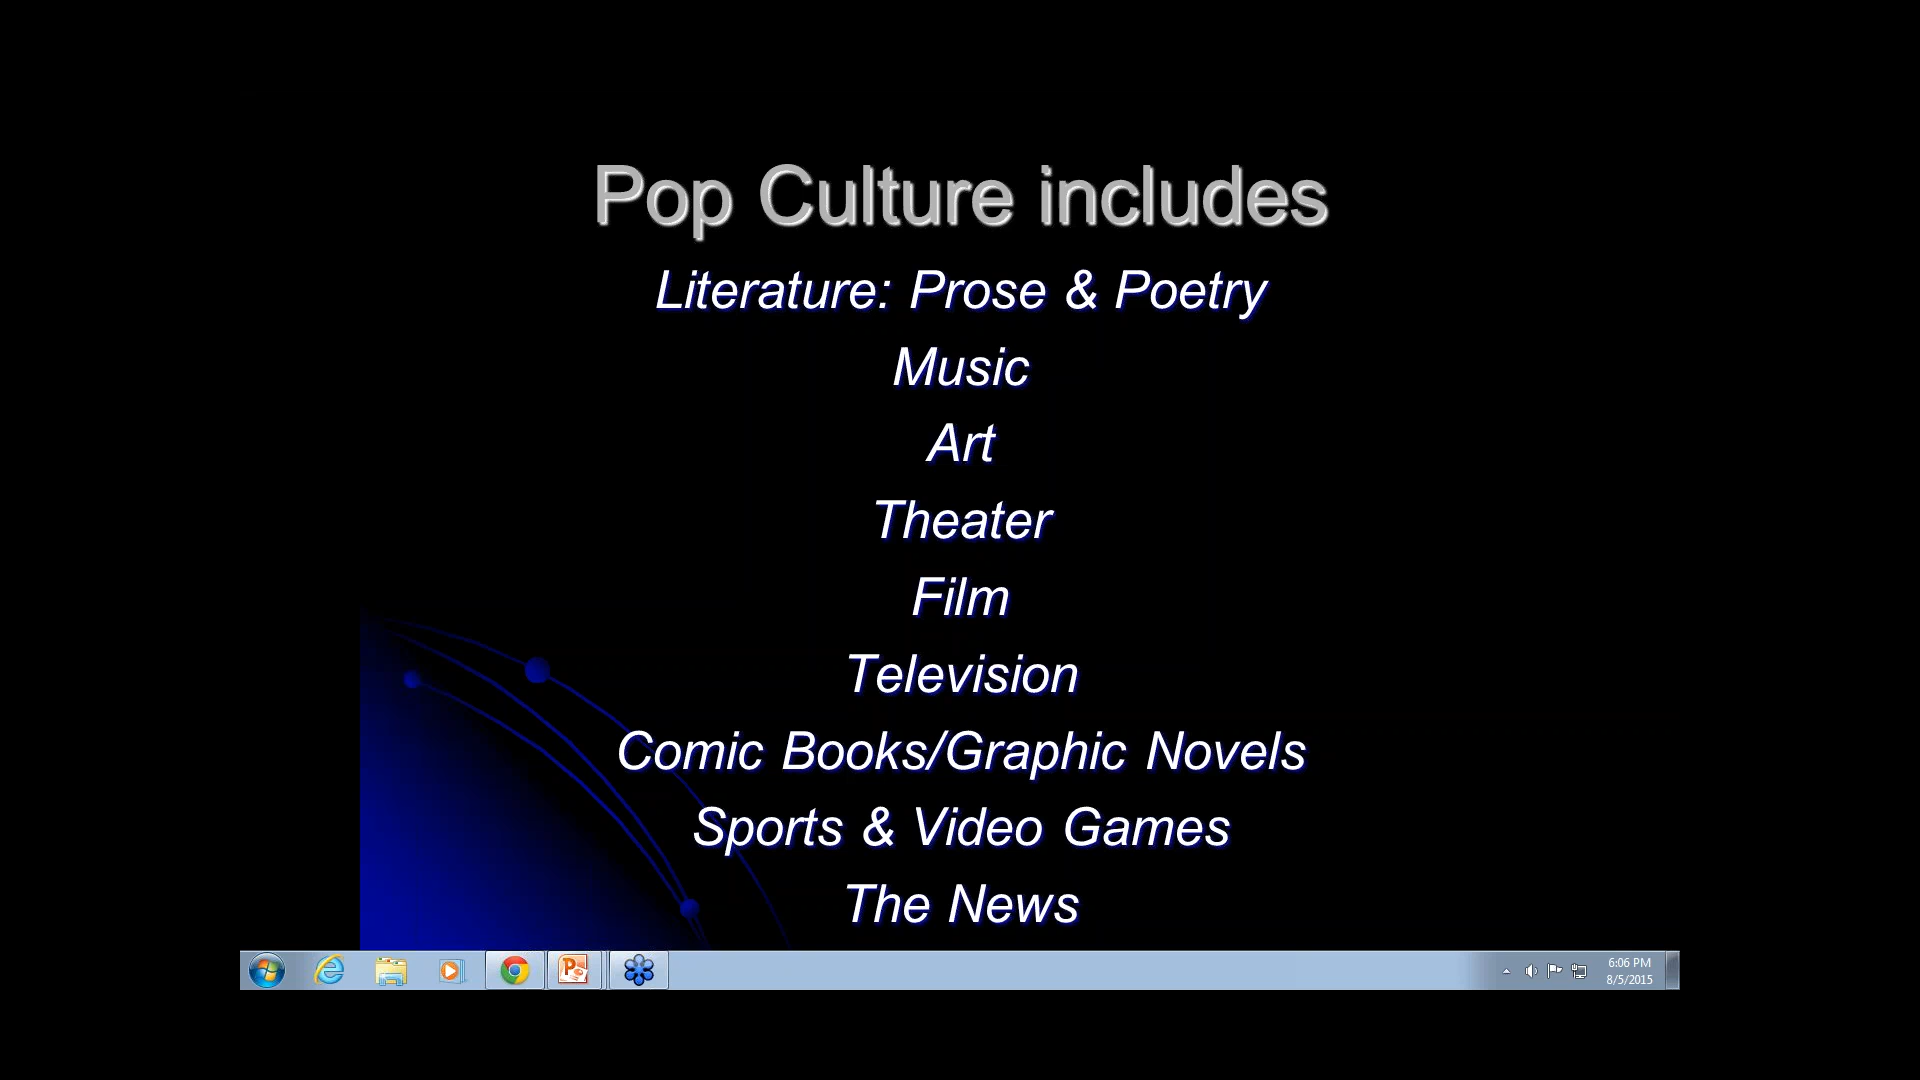 Pop Culture includes
Literature: Prose & Poetry
Music
Art
Theater
Film
Television
Comic Books/Graphic Novels
Sports & Video Games
The News
6:06 PM
8/5/2015